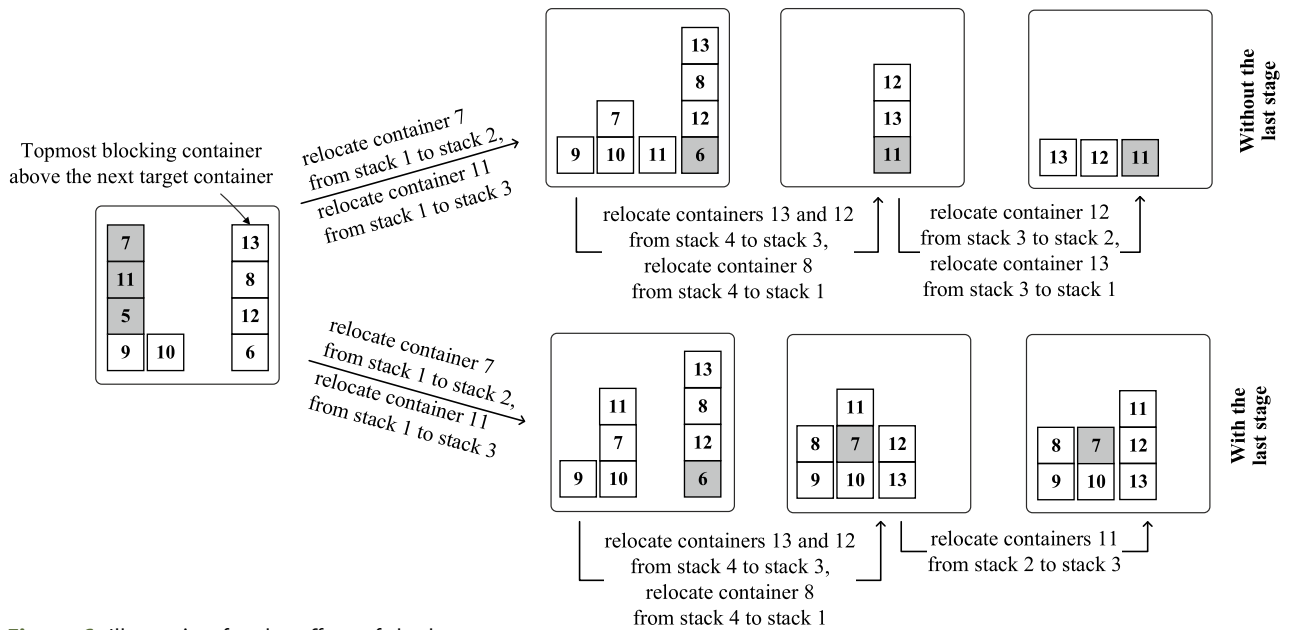 Topmost blocking container
above the next target container
7
11
5
9 10
13
8
12
6
relocate container 7
from stack 1 to stack 2,
relocate container 11
from stack 1 to stack 3
13
8
7 12
9 10 11 6
relocate containers 13 and 12
from stack 4 to stack 3,
relocate container 8
from stack 4 to stack 1
12
13
11
relocate container 12
from stack 3 to stack 2,
relocate container 13
from stack 3 to stack 1
13 12 11
Without the
last stage
relocate container 7
from stack 1 to stack 2,
relocate container 11
from stack 1 to stack 3
13
11 8
7 12
9 10 6
relocate containers 13 and 12
from stack 4 to stack 3,
relocate container 8
from stack 4 to stack 1
11
8 7 12
9 10 13
relocate containers 11
from stack 2 to stack 3
11
8 7 12
9 10 13
With the
last stage